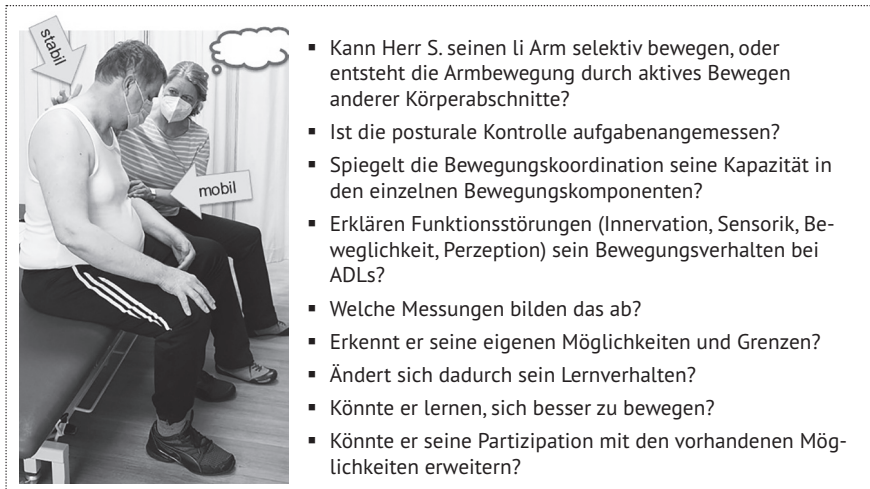 stabil
mobil
▪ Kann Herr S. seinen li Arm selektiv bewegen, oder
entsteht die Armbewegung durch aktives Bewegen
anderer Körperabschnitte?
▪ Ist die posturale Kontrolle aufgabenangemessen?
▪ Spiegelt die Bewegungskoordination seine Kapazität in
den einzelnen Bewegungskomponenten?
▪ Erklären Funktionsstörungen (Innervation, Sensorik, Be-
weglichkeit, Perzeption) sein Bewegungsverhalten bei
ADLs?
▪ Welche Messungen bilden das ab?
▪ Erkennt er seine eigenen Möglichkeiten und Grenzen?
▪ Ändert sich dadurch sein Lernverhalten?
▪ Könnte er lernen, sich besser zu bewegen?
▪ Könnte er seine Partizipation mit den vorhandenen Mög-
lichkeiten erweitern?